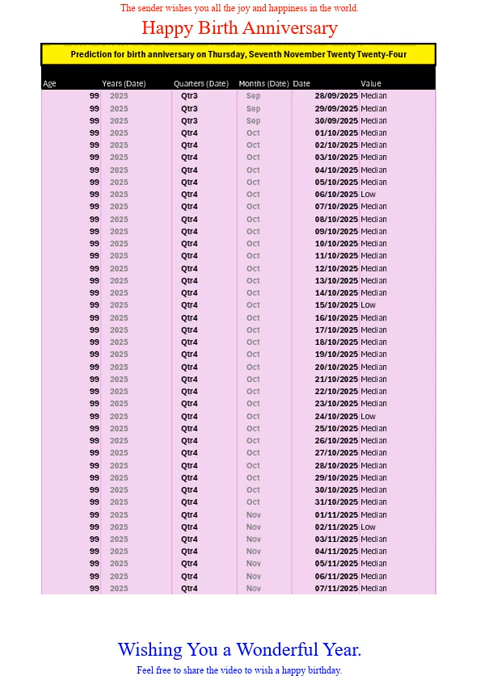 The sender wishes you all the joy and happiness in the world.
Happy Birth Anniversary
Prediction for birth anniversary on Thursday, Seventh November Twenty Twenty-Four
Age Years (Date) Quarters (Date) Months (Date) Date Value
99 2025 Qtr3 Sep 28/09/2025 Median
99 2025 Qtr3 Sep 29/09/2025 Median
99 2025 Qtr3 Sep 30/09/2025 Median
99 2025 Qtr4 Oct 01/10/2025 Median
99 2025 Qtr4 Oct 02/10/2025 Median
99 2025 Qtr4 Oct 03/10/2025 Median
99 2025 Qtr4 Oct 04/10/2025 Median
99 2025 Qtr4 Oct 05/10/2025 Median
99 2025 Qtr4 Oct 06/10/2025 Low
99 2025 Qtr4 Oct 07/10/2025 Median
99 2025 Qtr4 Oct 08/10/2025 Median
99 2025 Qtr4 Oct 09/10/2025 Median
99 2025 Qtr4 Oct 10/10/2025 Median
99 2025 Qtr4 Oct 11/10/2025 Median
99 2025 Qtr4 Oct 12/10/2025 Median
99 2025 Qtr4 Oct 13/10/2025 Median
99 2025 Qtr4 Oct 14/10/2025 Median
99 2025 Qtr4 Oct 15/10/2025 Low
99 2025 Qtr4 Oct 16/10/2025 Median
99 2025 Qtr4 Oct 17/10/2025 Median
99 2025 Qtr4 Oct 18/10/2025 Median
99 2025 Qtr4 Oct 19/10/2025 Median
99 2025 Qtr4 Oct 20/10/2025 Median
99 2025 Qtr4 Oct 21/10/2025 Median
99 2025 Qtr4 Oct 22/10/2025 Median
99 2025 Qtr4 Oct 23/10/2025 Median
99 2025 Qtr4 Oct 24/10/2025 Low
99 2025 Qtr4 Oct 25/10/2025 Median
99 2025 Qtr4 Oct 26/10/2025 Median
99 2025 Qtr4 Oct 27/10/2025 Median
99 2025 Qtr4 Oct 28/10/2025 Median
99 2025 Qtr4 Oct 29/10/2025 Median
99 2025 Qtr4 Oct 30/10/2025 Median
99 2025 Qtr4 Oct 31/10/2025 Median
99 2025 Qtr4 Nov 01/11/2025 Median
99 2025 Qtr4 Nov 02/11/2025 Low
99 2025 Qtr4 Nov 03/11/2025 Median
99 2025 Qtr4 Nov 04/11/2025 Median
99 2025 Qtr4 Nov 05/11/2025 Median
99 2025 Qtr4 Nov 06/11/2025 Median
99 2025 Qtr4 Nov 07/11/2025 Median
Wishing You a Wonderful Year.
Feel free to share the video to wish a happy birthday.